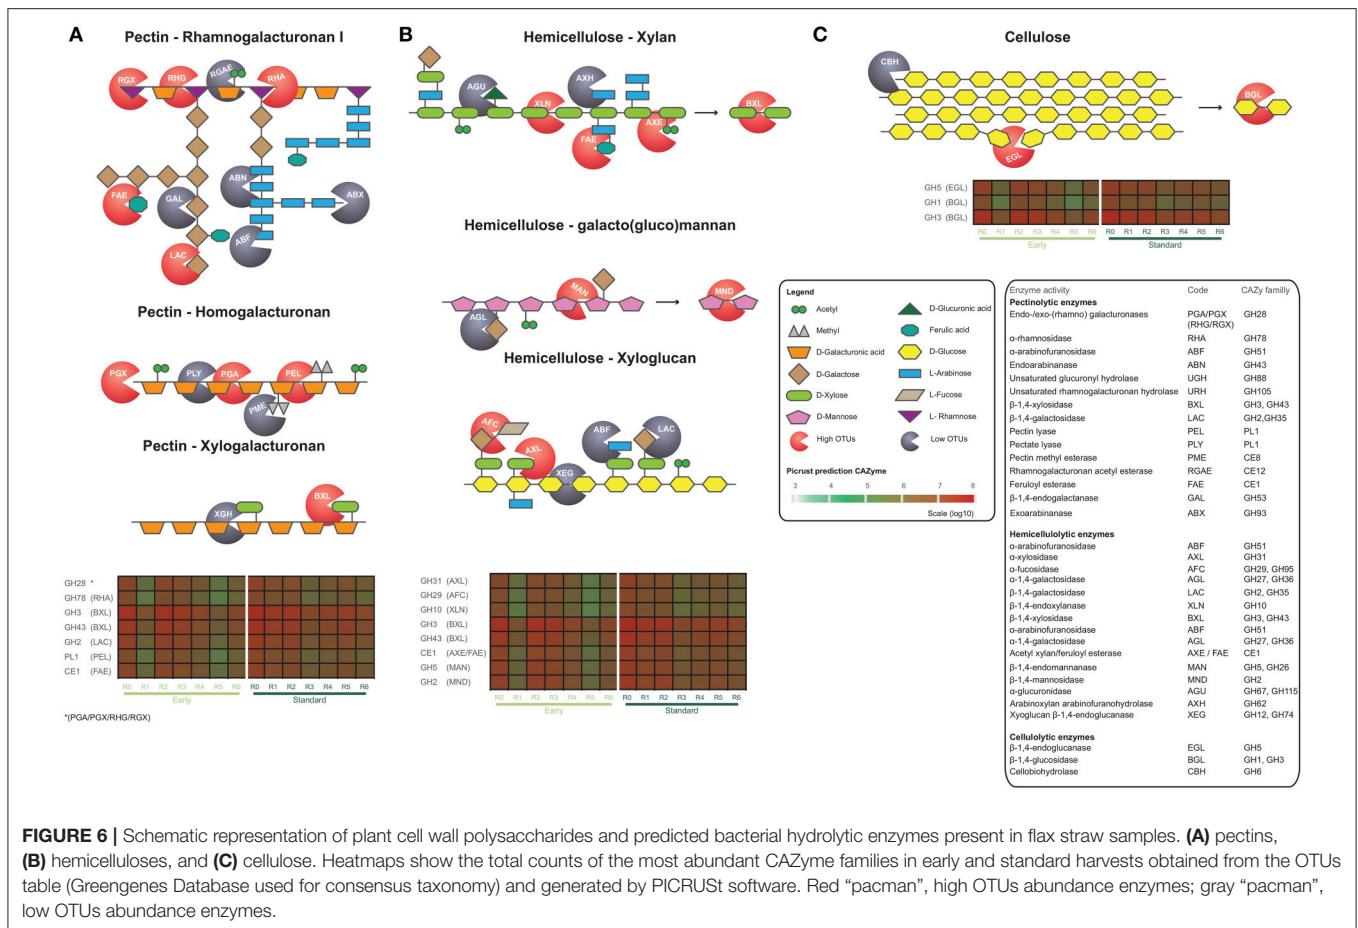 A
Pectin - Rhamnogalacturonan I
RGX
RHG
RGAE
RHA
FAE
GAL
ABN
ABX
ABF
LAC
Pectin - Homogalacturonan
PGX
PLY
PGA
PEL
PME
Pectin - Xylogalacturonan
XGH
BXL
GH28 *
GH78 (RHA)
GH3 (BXL)
GH43 (BXL)
GH2 (LAC)
PL1 (PEL)
CE1 (FAE)
R0 R1 R2 R3 R4 R5 R6 R0 R1 R2 R3 R4 R5 R6
Early Standard
*(PGA/PGX/RHG/RGX)
B
Hemicellulose - Xylan
AGU
XLN
AXH
FAE
AXE
BXL
Hemicellulose - galacto(gluco)mannan
AGL
MAN
MND
Hemicellulose - Xyloglucan
AFC
AXL
XEG
ABF
LAC
GH31 (AXL)
GH29 (AFC)
GH10 (XLN)
GH3 (BXL)
GH43 (BXL)
CE1 (AXE/FAE)
GH5 (MAN)
GH2 (MND)
R0 R1 R2 R3 R4 R5 R6 R0 R1 R2 R3 R4 R5 R6
Early Standard
C
Cellulose
CBH
EGL
BGL
GH5 (EGL)
GH1 (BGL)
GH3 (BGL)
R0 R1 R2 R3 R4 R5 R6 R0 R1 R2 R3 R4 R5 R6
Early Standard
Legend
Acetyl D-Glucuronic acid
Methyl Ferulic acid
D-Galacturonic acid D-Glucose
D-Galactose L-Arabinose
D-Xylose L-Fucose
D-Mannose L- Rhamnose
High OTUs Low OTUs
Picrust prediction CAZyme
3 4 5 6 7 8
Scale (log10)
Enzyme activity Code CAZy familly
Pectinolytic enzymes
Endo-/exo-(rhamno) galacturonases PGA/PGX GH28
(RHG/RGX)
α-rhamnosidase RHA GH78
α-arabinofuranosidase ABF GH51
Endoarabinanase ABN GH43
Unsaturated glucuronyl hydrolase UGH GH88
Unsaturated rhamnogalacturonan hydrolase URH GH105
β-1,4-xylosidase BXL GH3, GH43
β-1,4-galactosidase LAC GH2,GH35
Pectin lyase PEL PL1
Pectate lyase PLY PL1
Pectin methyl esterase PME CE8
Rhamnogalacturonan acetyl esterase RGAE CE12
Feruloyl esterase FAE CE1
β-1,4-endogalactanase GAL GH53
Exoarabinanase ABX GH93
Hemicellulolytic enzymes
α-arabinofuranosidase ABF GH51
α-xylosidase AXL GH31
α-fucosidase AFC GH29, GH95
α-1,4-galactosidase AGL GH27, GH36
β-1,4-galactosidase LAC GH2, GH35
β-1,4-endoxylanase XLN GH10
β-1,4-xylosidase BXL GH3, GH43
α-arabinofuranosidase ABF GH51
α-1,4-galactosidase AGL GH27, GH36
Acetyl xylan/feruloyl esterase AXE / FAE CE1
β-1,4-endomannanase MAN GH5, GH26
β-1,4-mannosidase MND GH2
α-glucuronidase AGU GH67, GH115
Arabinoxylan arabinofuranohydrolase AXH GH62
Xyoglucan β-1,4-endoglucanase XEG GH12, GH74
Cellulolytic enzymes
β-1,4-endoglucanase EGL GH5
β-1,4-glucosidase BGL GH1, GH3
Cellobiohydrolase CBH GH6
FIGURE 6 | Schematic representation of plant cell wall polysaccharides and predicted bacterial hydrolytic enzymes present in flax straw samples. (A) pectins,
(B) hemicelluloses, and (C) cellulose. Heatmaps show the total counts of the most abundant CAZyme families in early and standard harvests obtained from the OTUs
table (Greengenes Database used for consensus taxonomy) and generated by PICRUSt software. Red “pacman”, high OTUs abundance enzymes; gray “pacman”,
low OTUs abundance enzymes.